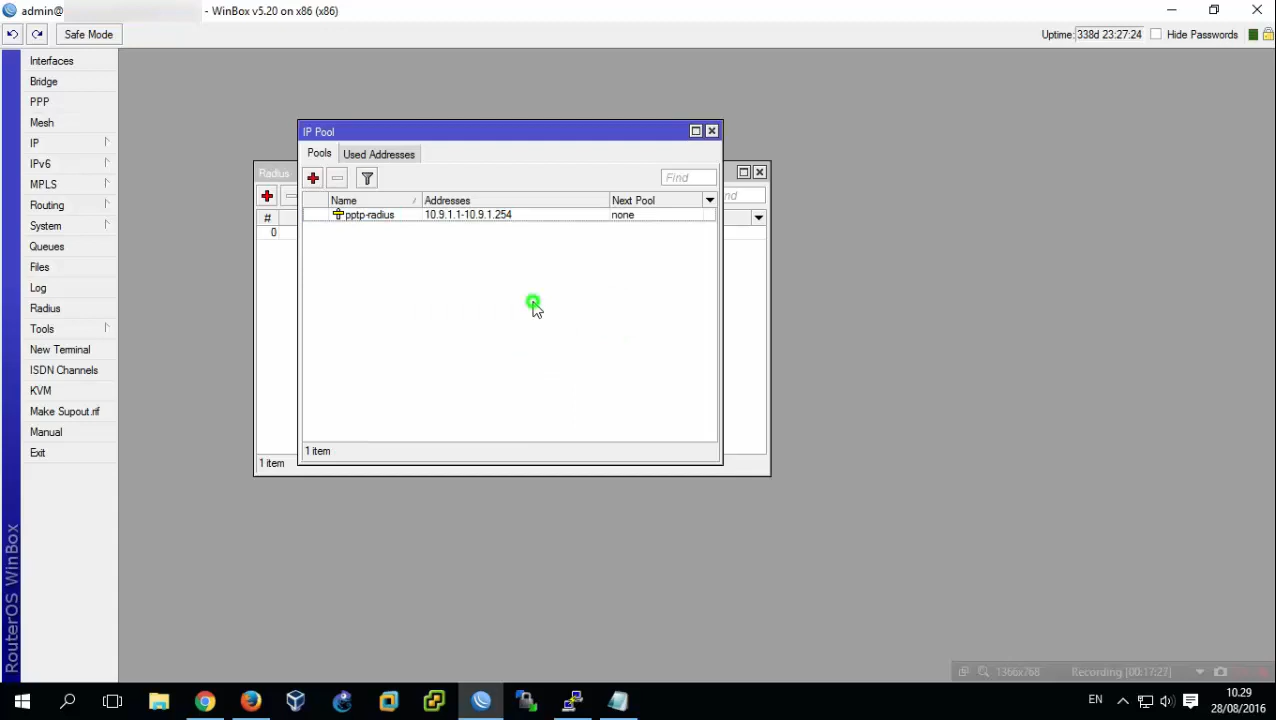 admin@ - WinBox v5.20 on x86 (x86)
Safe Mode
Uptime: 338d 23:27:24 Hide Passwords
Interfaces
Bridge
PPP
Mesh
IP
IPv6
MPLS
Routing
System
Queues
Files
Log
Radius
Tools
New Terminal
ISDN Channels
KVM
Make Supout.rif
Manual
Exit
RouterOS WinBox
Radius
#
0
nd
1 item
IP Pool
Pools Used Addresses
Find
Name / Addresses Next Pool
pptp-radius 10.9.1.1-10.9.1.254 none
1 item
1366x768 Recording [00:17:27]
EN
10.29
28/08/2016